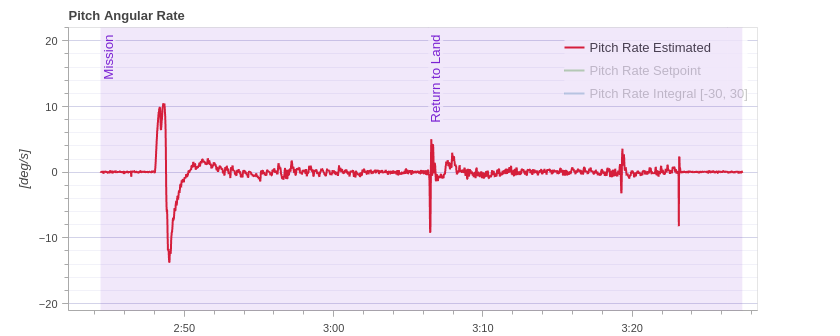 Pitch Angular Rate
20
10
0
−10
−20
[deg/s]
Mission
Return to Land
Pitch Rate Estimated
Pitch Rate Setpoint
Pitch Rate Integral [-30, 30]
2:50
3:00
3:10
3:20